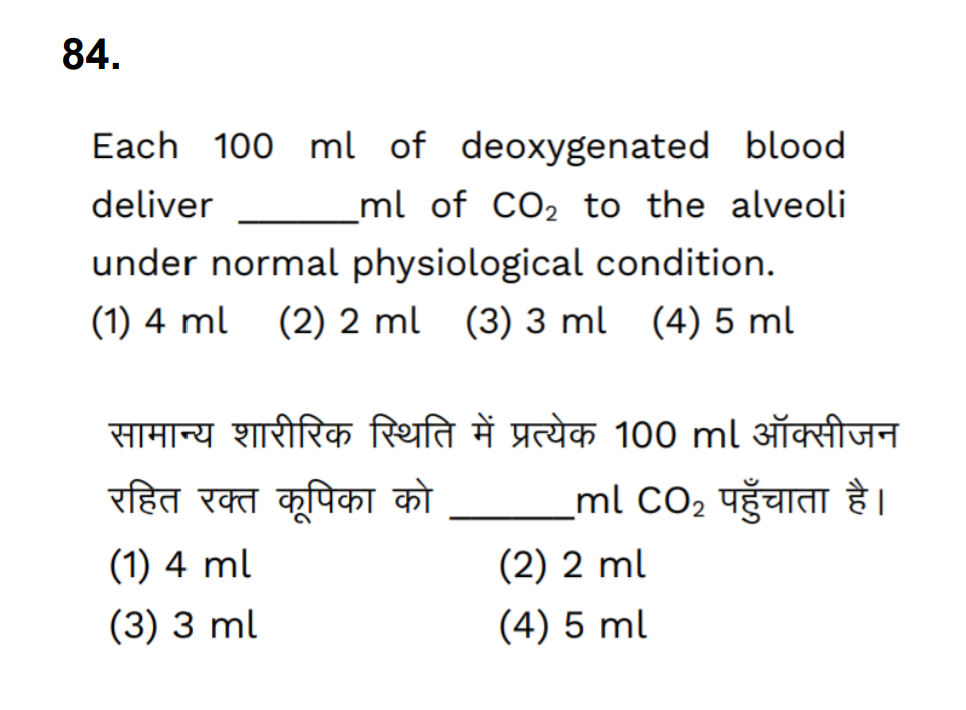 84.
Each 100 ml of deoxygenated blood
deliver ______ml of CO₂ to the alveoli
under normal physiological condition.
(1) 4 ml (2) 2 ml (3) 3 ml (4) 5 ml
सामान्य शारीरिक स्थिति में प्रत्येक 100 ml ऑक्सीजन
रहित रक्त कूपिका को ______ml CO₂ पहुँचाता है।
(1) 4 ml (2) 2 ml
(3) 3 ml (4) 5 ml